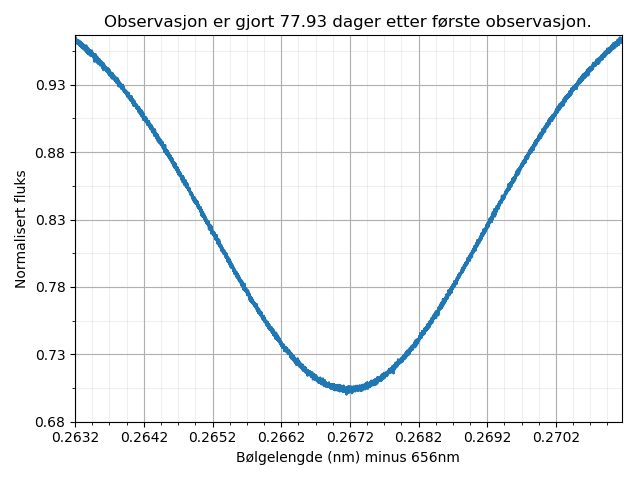 Observasjon er gjort 77.93 dager etter første observasjon.
Normalisert fluks
0.93
0.88
0.83
0.78
0.73
0.68
0.2632 0.2642 0.2652 0.2662 0.2672 0.2682 0.2692 0.2702
Bølgelengde (nm) minus 656nm